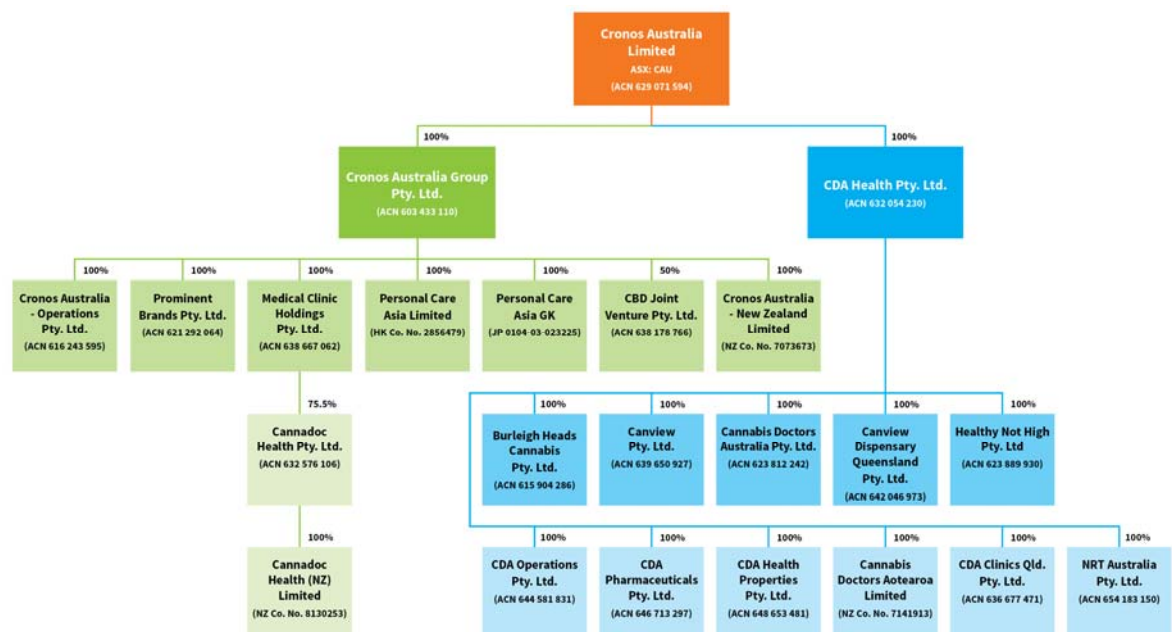 Cronos Australia
Limited
ASX: CAU
(ACN 629 071 594)
100%
100%
Cronos Australia Group
Pty. Ltd.
(ACN 603 433 110)
CDA Health Pty. Ltd.
(ACN 632 054 230)
100%
100%
100%
100%
100%
50%
100%
Cronos Australia
- Operations
Pty. Ltd.
(ACN 616 243 595)
Prominent
Brands Pty. Ltd.
(ACN 621 292 064)
Medical Clinic
Holdings
Pty. Ltd.
(ACN 638 667 062)
Personal Care
Asia Limited
(HK Co. No. 2856479)
Personal Care
Asia GK
(JP 0104-03-023225)
CBD Joint
Venture Pty. Ltd.
(ACN 638 178 766)
Cronos Australia
- New Zealand
Limited
(NZ Co. No. 7073673)
75.5%
100%
100%
100%
100%
100%
Cannadoc
Health Pty. Ltd.
(ACN 632 576 106)
Burleigh Heads
Cannabis
Pty. Ltd.
(ACN 615 904 286)
Canview
Pty. Ltd.
(ACN 639 650 927)
Cannabis Doctors
Australia Pty. Ltd.
(ACN 623 812 242)
Canview
Dispensary
Queensland
Pty. Ltd.
(ACN 642 046 973)
Healthy Not High
Pty. Ltd
(ACN 623 889 930)
100%
100%
100%
100%
100%
100%
100%
Cannadoc
Health (NZ)
Limited
(NZ Co. No. 8130253)
CDA Operations
Pty. Ltd.
(ACN 644 581 831)
CDA
Pharmaceuticals
Pty. Ltd.
(ACN 646 713 297)
CDA Health
Properties
Pty. Ltd.
(ACN 648 653 481)
Cannabis
Doctors Aotearoa
Limited
(NZ Co. No. 7141913)
CDA Clinics Qld.
Pty. Ltd.
(ACN 636 677 471)
NRT Australia
Pty. Ltd.
(ACN 654 183 150)